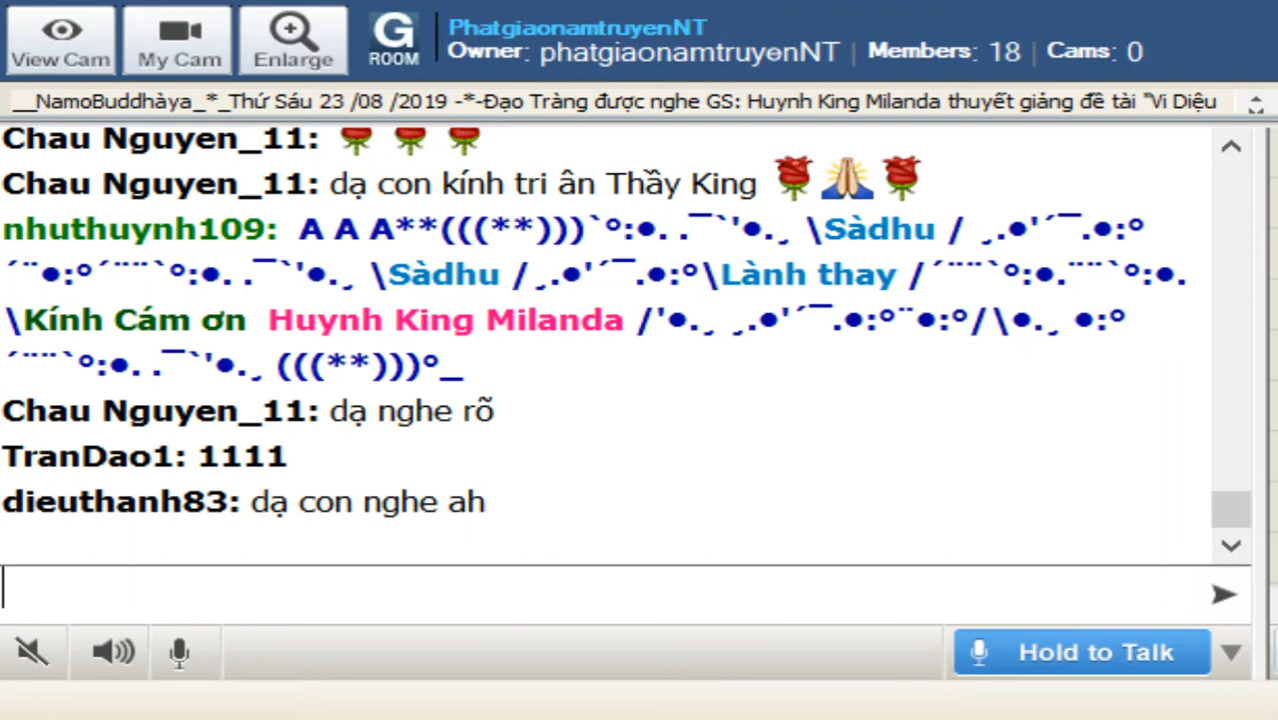 View Cam
My Cam
Enlarge
G ROOM
PhatgiaonamtruyenNT
Owner: phatgiaonamtruyenNT | Members: 18 | Cams: 0
__NamoBuddhàya_*_Thứ Sáu 23 /08 /2019 -*-Đạo Tràng được nghe GS: Huynh King Milanda thuyết giảng đề tài "Vi Diệu
Chau Nguyen_11: 🌹 🌹 🌹
Chau Nguyen_11: dạ con kính tri ân Thầy King 🌹🙏🌹
nhuthuynh109: A A A**(((**)))`°:●. .¯`'●.¸ \Sàdhu / ¸.●'´¯.●:°
´¨●:°´¨¨`°:●. .¯`'●.¸ \Sàdhu /¸.●'´¯.●:°\Lành thay /´¨¨`°:●.¨¨`°:●.
\Kính Cám ơn Huynh King Milanda /'●.¸ ¸.●'´¯.●:°¨●:°/\●.¸ ●:°
´¨¨`°:●. .¯`'●.¸ (((**)))°_
Chau Nguyen_11: dạ nghe rõ
TranDao1: 1111
dieuthanh83: dạ con nghe ah
Hold to Talk